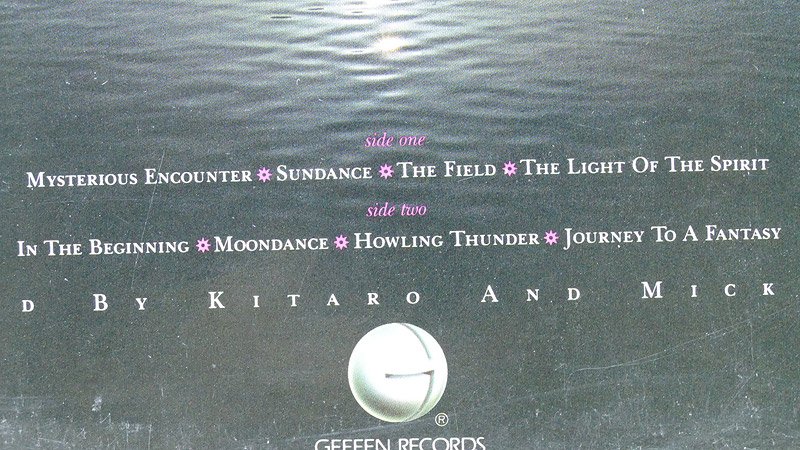 side one
Mysterious Encounter ✹ Sundance ✹ The Field ✹ The Light Of The Spirit
side two
In The Beginning ✹ Moondance ✹ Howling Thunder ✹ Journey To A Fantasy
D By Kitaro And Mick
®
GEFFEN RECORDS